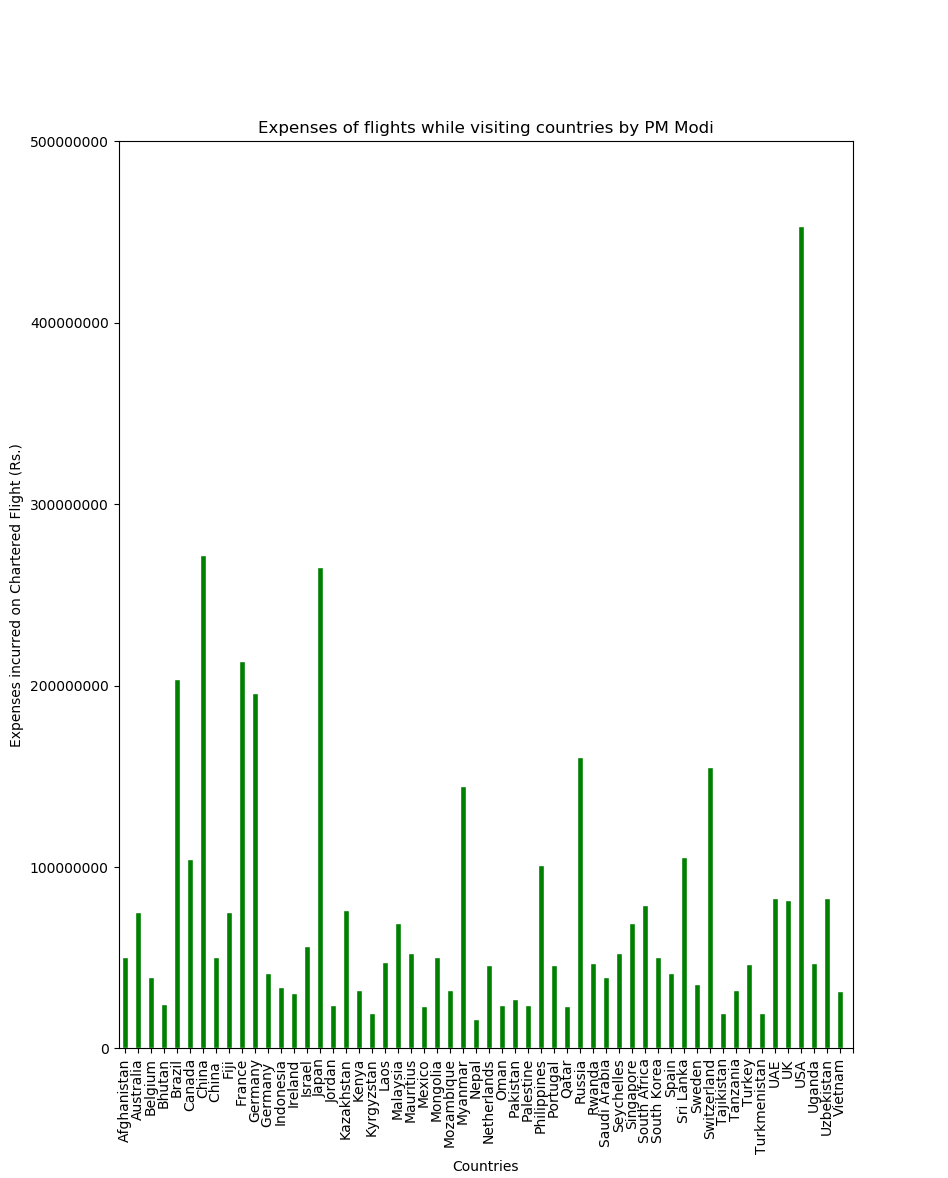 Expenses of flights while visiting countries by PM Modi
500000000
400000000
300000000
200000000
100000000
0
Expenses incurred on Chartered Flight (Rs.)
Afghanistan
Australia
Belgium
Bhutan
Brazil
Canada
China
China
Fiji
France
Germany
Germany
Indonesia
Ireland
Israel
Japan
Jordan
Kazakhstan
Kenya
Kyrgyzstan
Laos
Malaysia
Mauritius
Mexico
Mongolia
Mozambique
Myanmar
Nepal
Netherlands
Oman
Pakistan
Palestine
Philippines
Portugal
Qatar
Russia
Rwanda
Saudi Arabia
Seychelles
Singapore
South Africa
South Korea
Spain
Sri Lanka
Sweden
Switzerland
Tajikistan
Tanzania
Turkey
Turkmenistan
UAE
UK
USA
Uganda
Uzbekistan
Vietnam
Countries